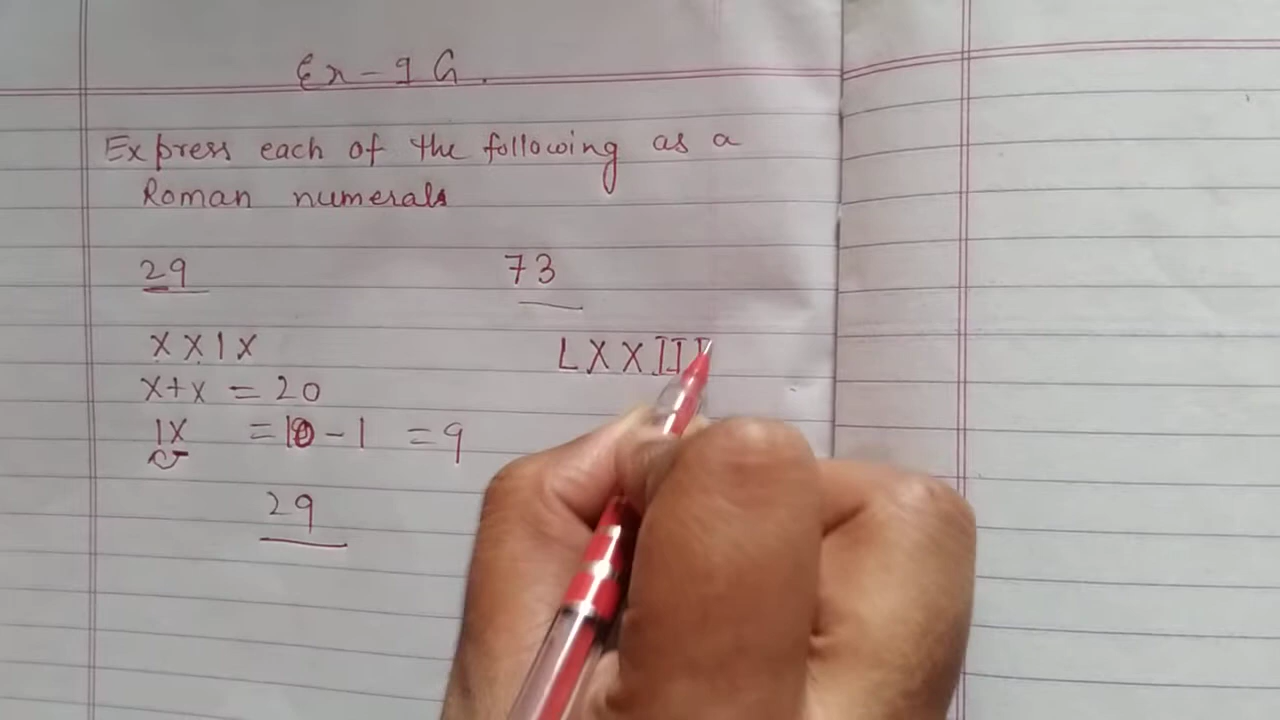 Ex - 9 G.
Express each of the following as a
Roman numerals
29
XXIX
X+X = 20
IX = 10 - 1 = 9
29
73
LXXIII